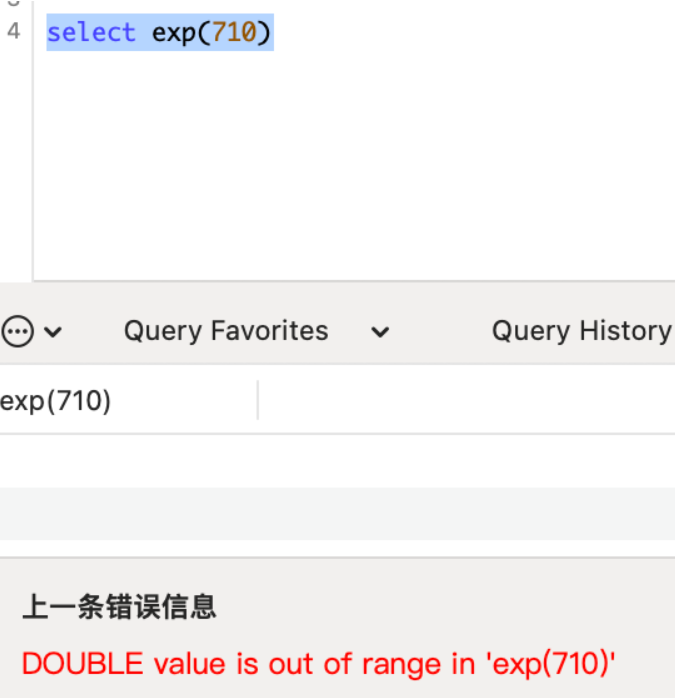 4 select exp(710)
Query Favorites Query History
exp(710)
上一条错误信息
DOUBLE value is out of range in 'exp(710)'